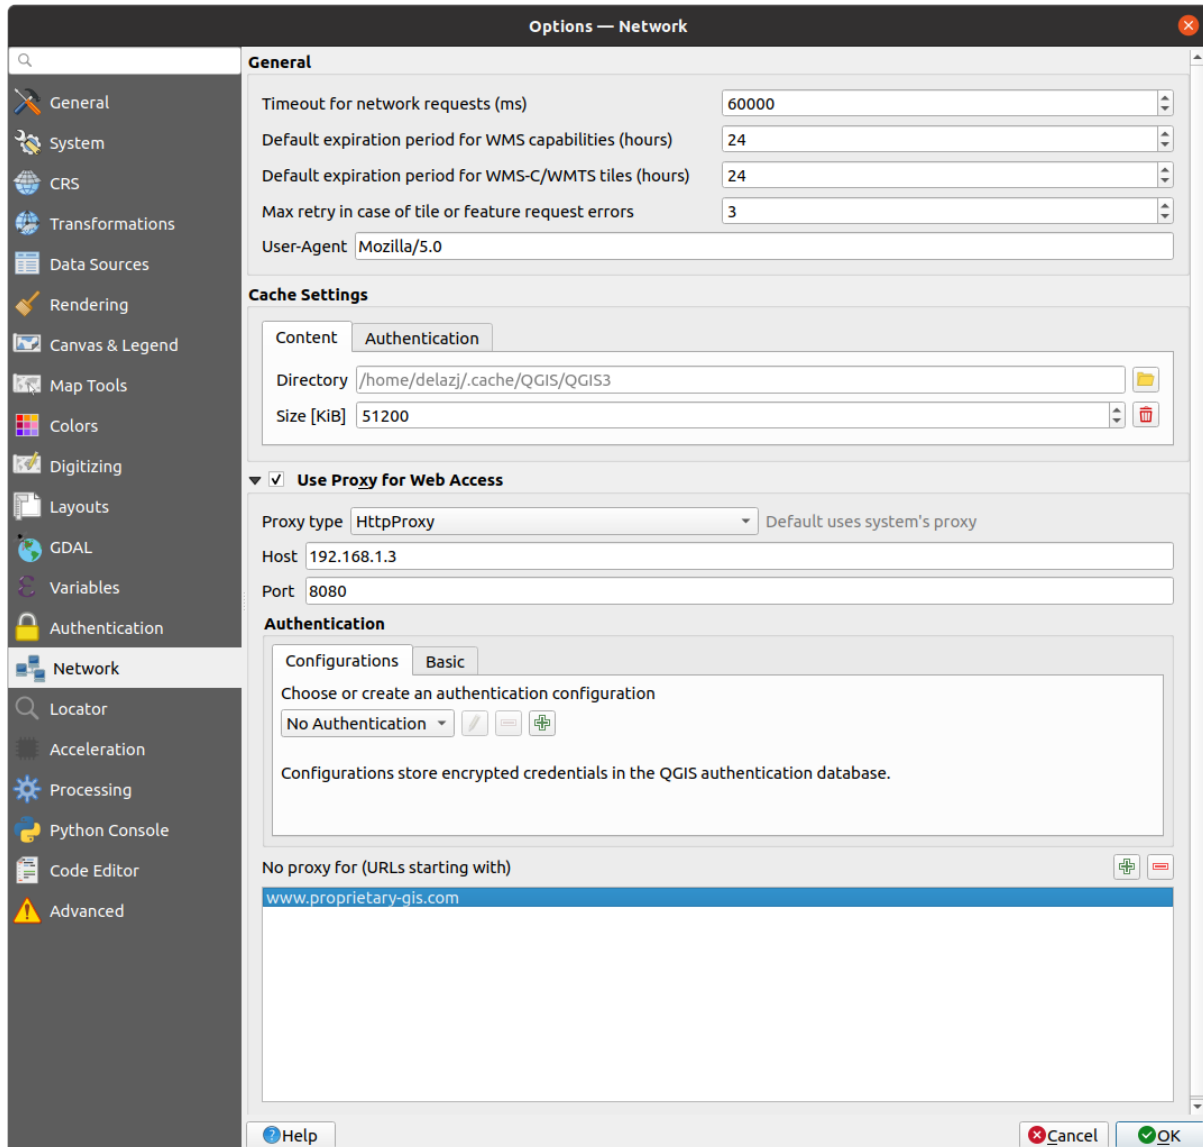 Options — Network
General
System
CRS
Transformations
Data Sources
Rendering
Canvas & Legend
Map Tools
Colors
Digitizing
Layouts
GDAL
Variables
Authentication
Network
Locator
Acceleration
Processing
Python Console
Code Editor
Advanced
General
Timeout for network requests (ms) 60000
Default expiration period for WMS capabilities (hours) 24
Default expiration period for WMS-C/WMTS tiles (hours) 24
Max retry in case of tile or feature request errors 3
User-Agent Mozilla/5.0
Cache Settings
Content Authentication
Directory /home/delazj/.cache/QGIS/QGIS3
Size [KiB] 51200
Use Proxy for Web Access
Proxy type HttpProxy Default uses system's proxy
Host 192.168.1.3
Port 8080
Authentication
Configurations Basic
Choose or create an authentication configuration
No Authentication
Configurations store encrypted credentials in the QGIS authentication database.
No proxy for (URLs starting with)
www.proprietary-gis.com
Help Cancel OK